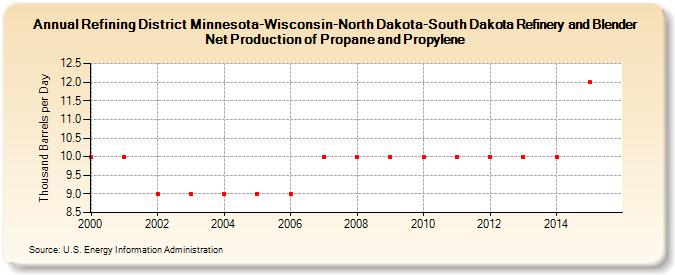 Annual Refining District Minnesota-Wisconsin-North Dakota-South Dakota Refinery and Blender
Net Production of Propane and Propylene
Thousand Barrels per Day
12.5
12.0
11.5
11.0
10.5
10.0
9.5
9.0
8.5
2000 2002 2004 2006 2008 2010 2012 2014
Source: U.S. Energy Information Administration